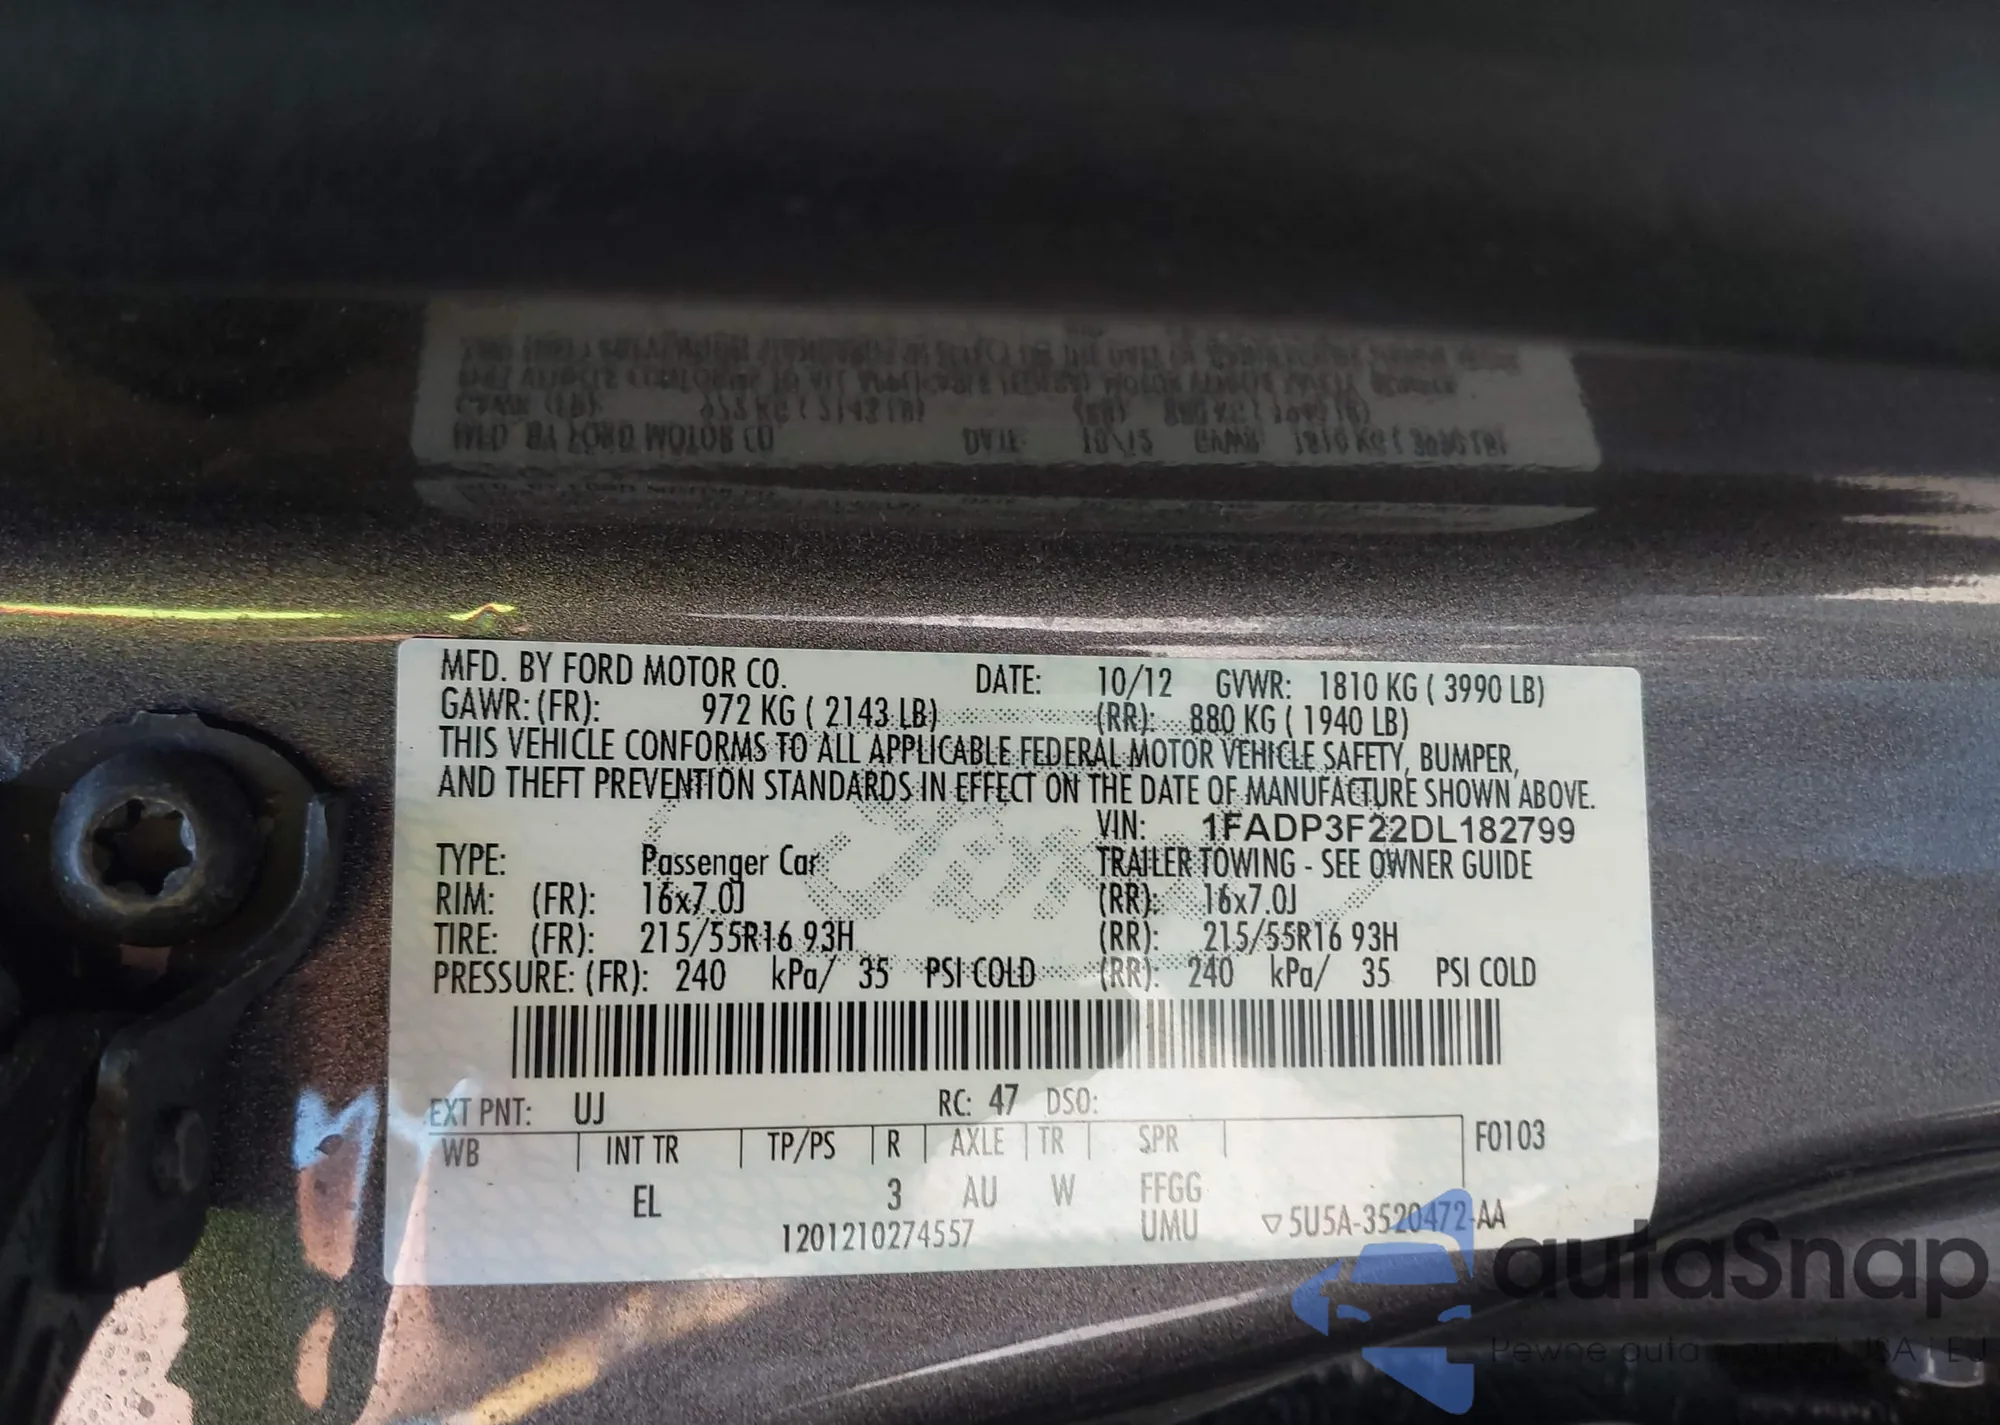 MFD. BY FORD MOTOR CO. DATE: 10/12 GVWR: 1810 KG ( 3990 LB)
GAWR: (FR): 972 KG ( 2143 LB) (RR): 880 KG ( 1940 LB)
THIS VEHICLE CONFORMS TO ALL APPLICABLE FEDERAL MOTOR VEHICLE SAFETY, BUMPER,
AND THEFT PREVENTION STANDARDS IN EFFECT ON THE DATE OF MANUFACTURE SHOWN ABOVE.
VIN: 1FADP3F22DL182799
TYPE: Passenger Car TRAILER TOWING - SEE OWNER GUIDE
RIM: (FR): 16x7.0J (RR): 16x7.0J
TIRE: (FR): 215/55R16 93H (RR): 215/55R16 93H
PRESSURE: (FR): 240 kPa/ 35 PSI COLD (RR): 240 kPa/ 35 PSI COLD
EXT PNT: UJ RC: 47 DSO:
WB INT TR TP/PS R AXLE TR SPR F0103
EL 3 AU W FFGG
1201210274557 UMU ▽5U5A-3520472-AA
autaSnap
Pewne auta